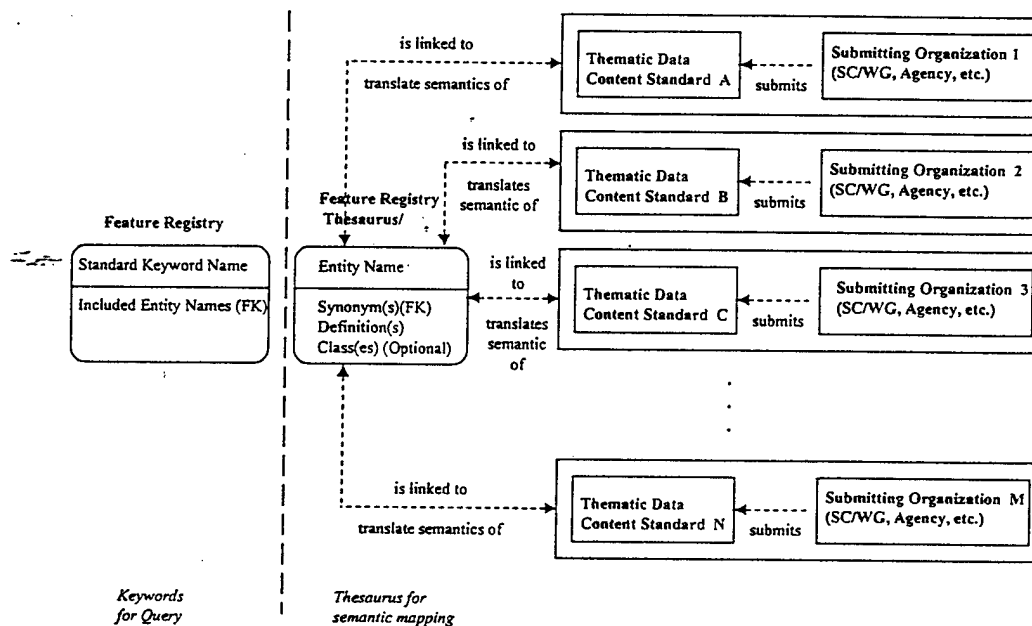 is linked to
translate semantics of
Thematic Data
Content Standard A
submits
Submitting Organization 1
(SC/WG, Agency, etc.)
is linked to
translates
semantic of
Thematic Data
Content Standard B
submits
Submitting Organization 2
(SC/WG, Agency, etc.)
Feature Registry
Standard Keyword Name
Included Entity Names (FK)
Feature Registry
Thesaurus/
Entity Name
Synonym(s)(FK)
Definition(s)
Class(es) (Optional)
is linked
to
translates
semantic
of
Thematic Data
Content Standard C
submits
Submitting Organization 3
(SC/WG, Agency, etc.)
is linked to
translate semantics of
Thematic Data
Content Standard N
submits
Submitting Organization M
(SC/WG, Agency, etc.)
Keywords
for Query
Thesaurus for
semantic mapping